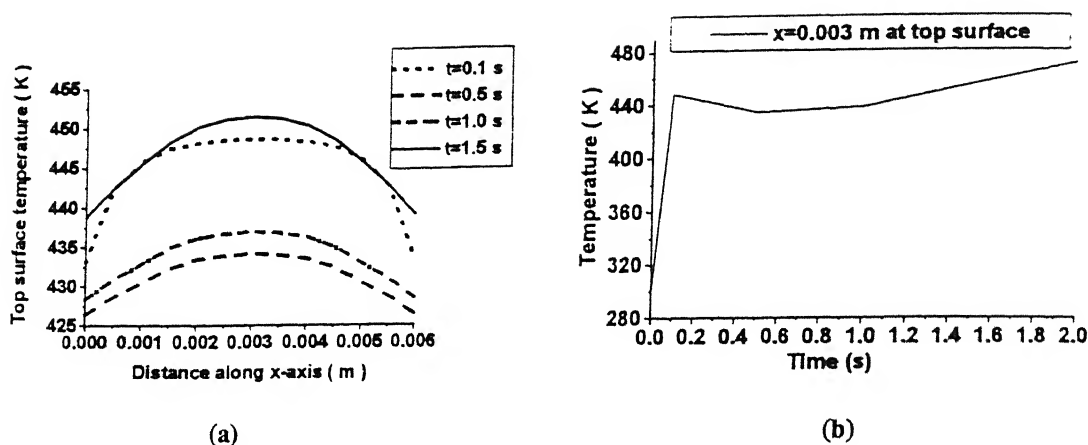 t=0.1 s
t=0.5 s
t=1.0 s
t=1.5 s
Top surface temperature ( K )
455
450
445
440
435
430
425
0.000 0.001 0.002 0.003 0.004 0.005 0.006
Distance along x-axis ( m )
(a)
x=0.003 m at top surface
Temperature ( K )
480
440
400
360
320
280
0.0 0.2 0.4 0.6 0.8 1.0 1.2 1.4 1.6 1.8 2.0
Time (s)
(b)